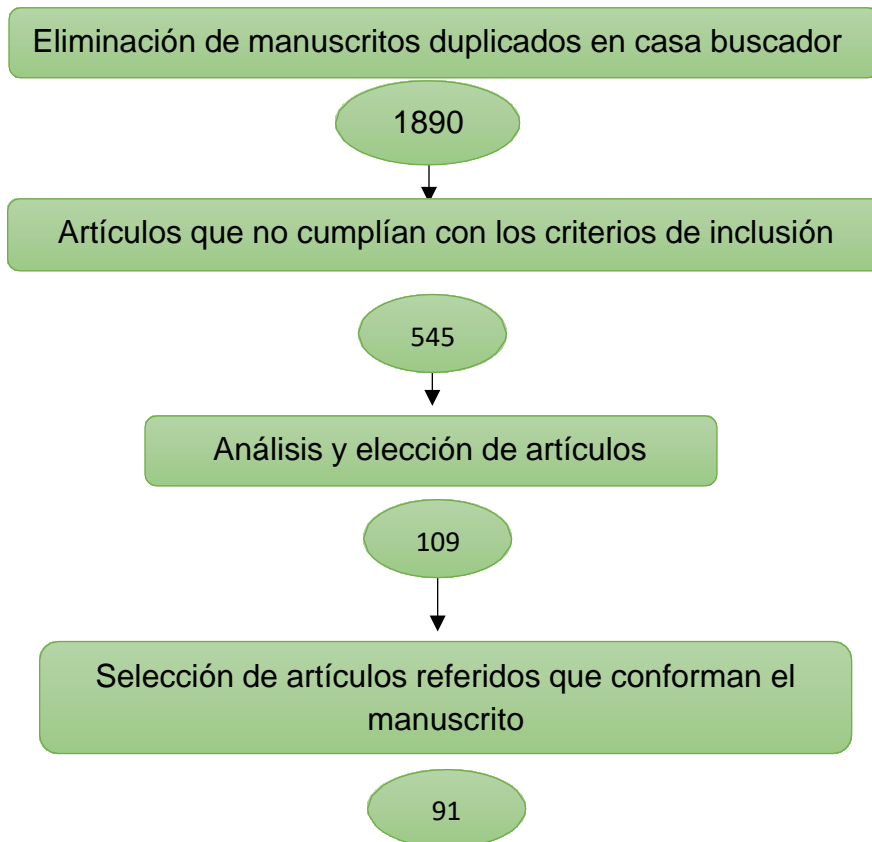 Eliminación de manuscritos duplicados en casa buscador
1890
Artículos que no cumplían con los criterios de inclusión
545
Análisis y elección de artículos
109
Selección de artículos referidos que conforman el
manuscrito
91